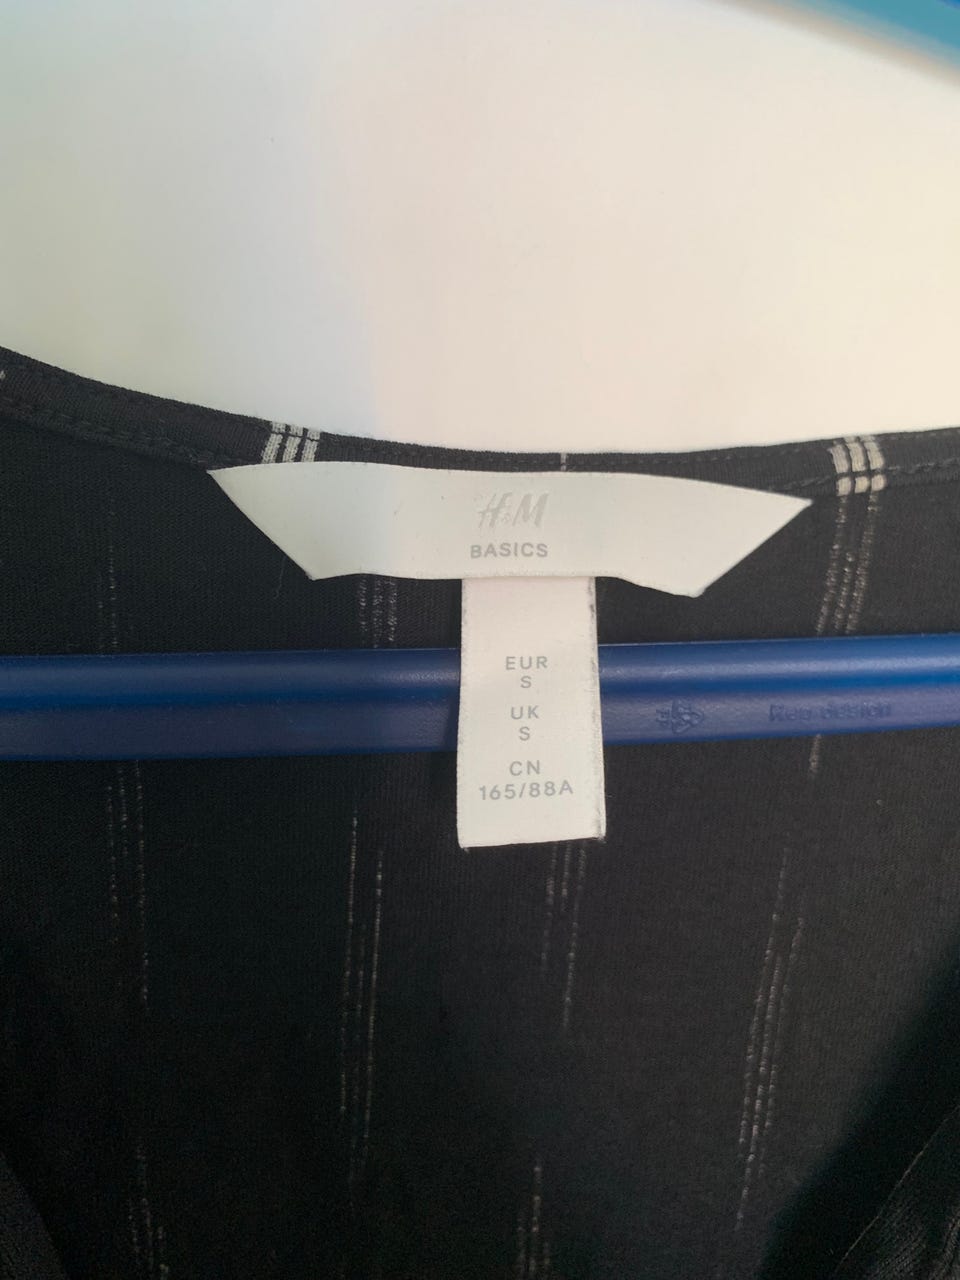 H&M
BASICS
EUR
S
UK
S
CN
165/88A